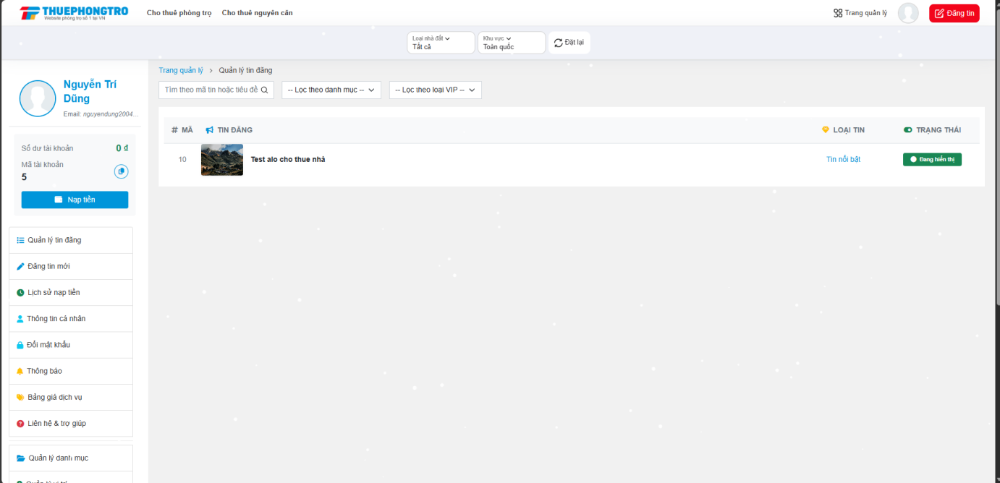 THUEPHONGTRO
Website phòng trọ số 1 tại VN
Cho thuê phòng trọ
Cho thuê nguyên căn
Trang quản lý
Đăng tin
Loại nhà đất
Tất cả
Khu vực
Toàn quốc
Đặt lại
Nguyễn Trí
Dũng
Email: nguyendung2004...
Số dư tài khoản
0 đ
Mã tài khoản
5
Nạp tiền
Quản lý tin đăng
Đăng tin mới
Lịch sử nạp tiền
Thông tin cá nhân
Đổi mật khẩu
Thông báo
Bảng giá dịch vụ
Liên hệ & trợ giúp
Quản lý danh mục
Trang quản lý > Quản lý tin đăng
Tìm theo mã tin hoặc tiêu đề
-- Lọc theo danh mục --
-- Lọc theo loại VIP --
# MÃ
TIN ĐĂNG
LOẠI TIN
TRẠNG THÁI
10
Test alo cho thue nhà
Tin nổi bật
Đang hiển thị